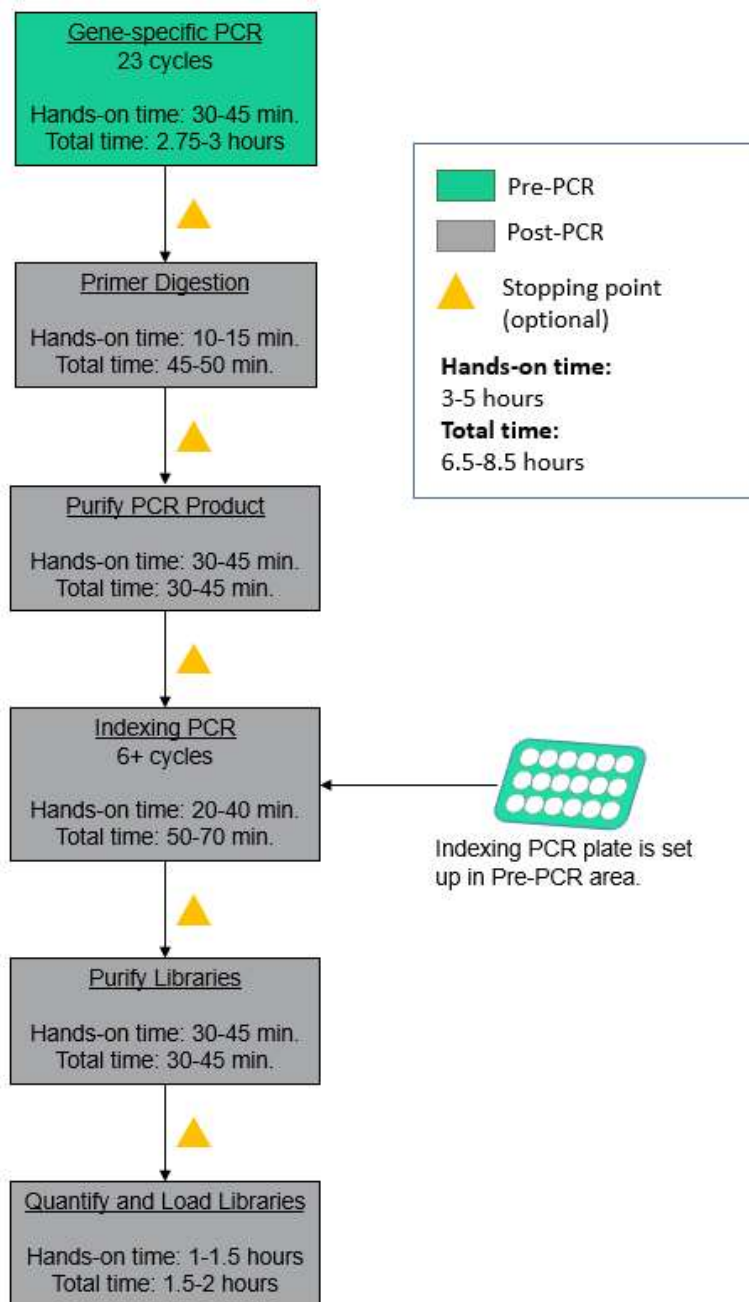 Gene-specific PCR
23 cycles
Hands-on time: 30-45 min.
Total time: 2.75-3 hours
Pre-PCR
Post-PCR
Stopping point
(optional)
Hands-on time:
3-5 hours
Total time:
6.5-8.5 hours
Primer Digestion
Hands-on time: 10-15 min.
Total time: 45-50 min.
Purify PCR Product
Hands-on time: 30-45 min.
Total time: 30-45 min.
Indexing PCR
6+ cycles
Hands-on time: 20-40 min.
Total time: 50-70 min.
Indexing PCR plate is set
up in Pre-PCR area.
Purify Libraries
Hands-on time: 30-45 min.
Total time: 30-45 min.
Quantify and Load Libraries
Hands-on time: 1-1.5 hours
Total time: 1.5-2 hours